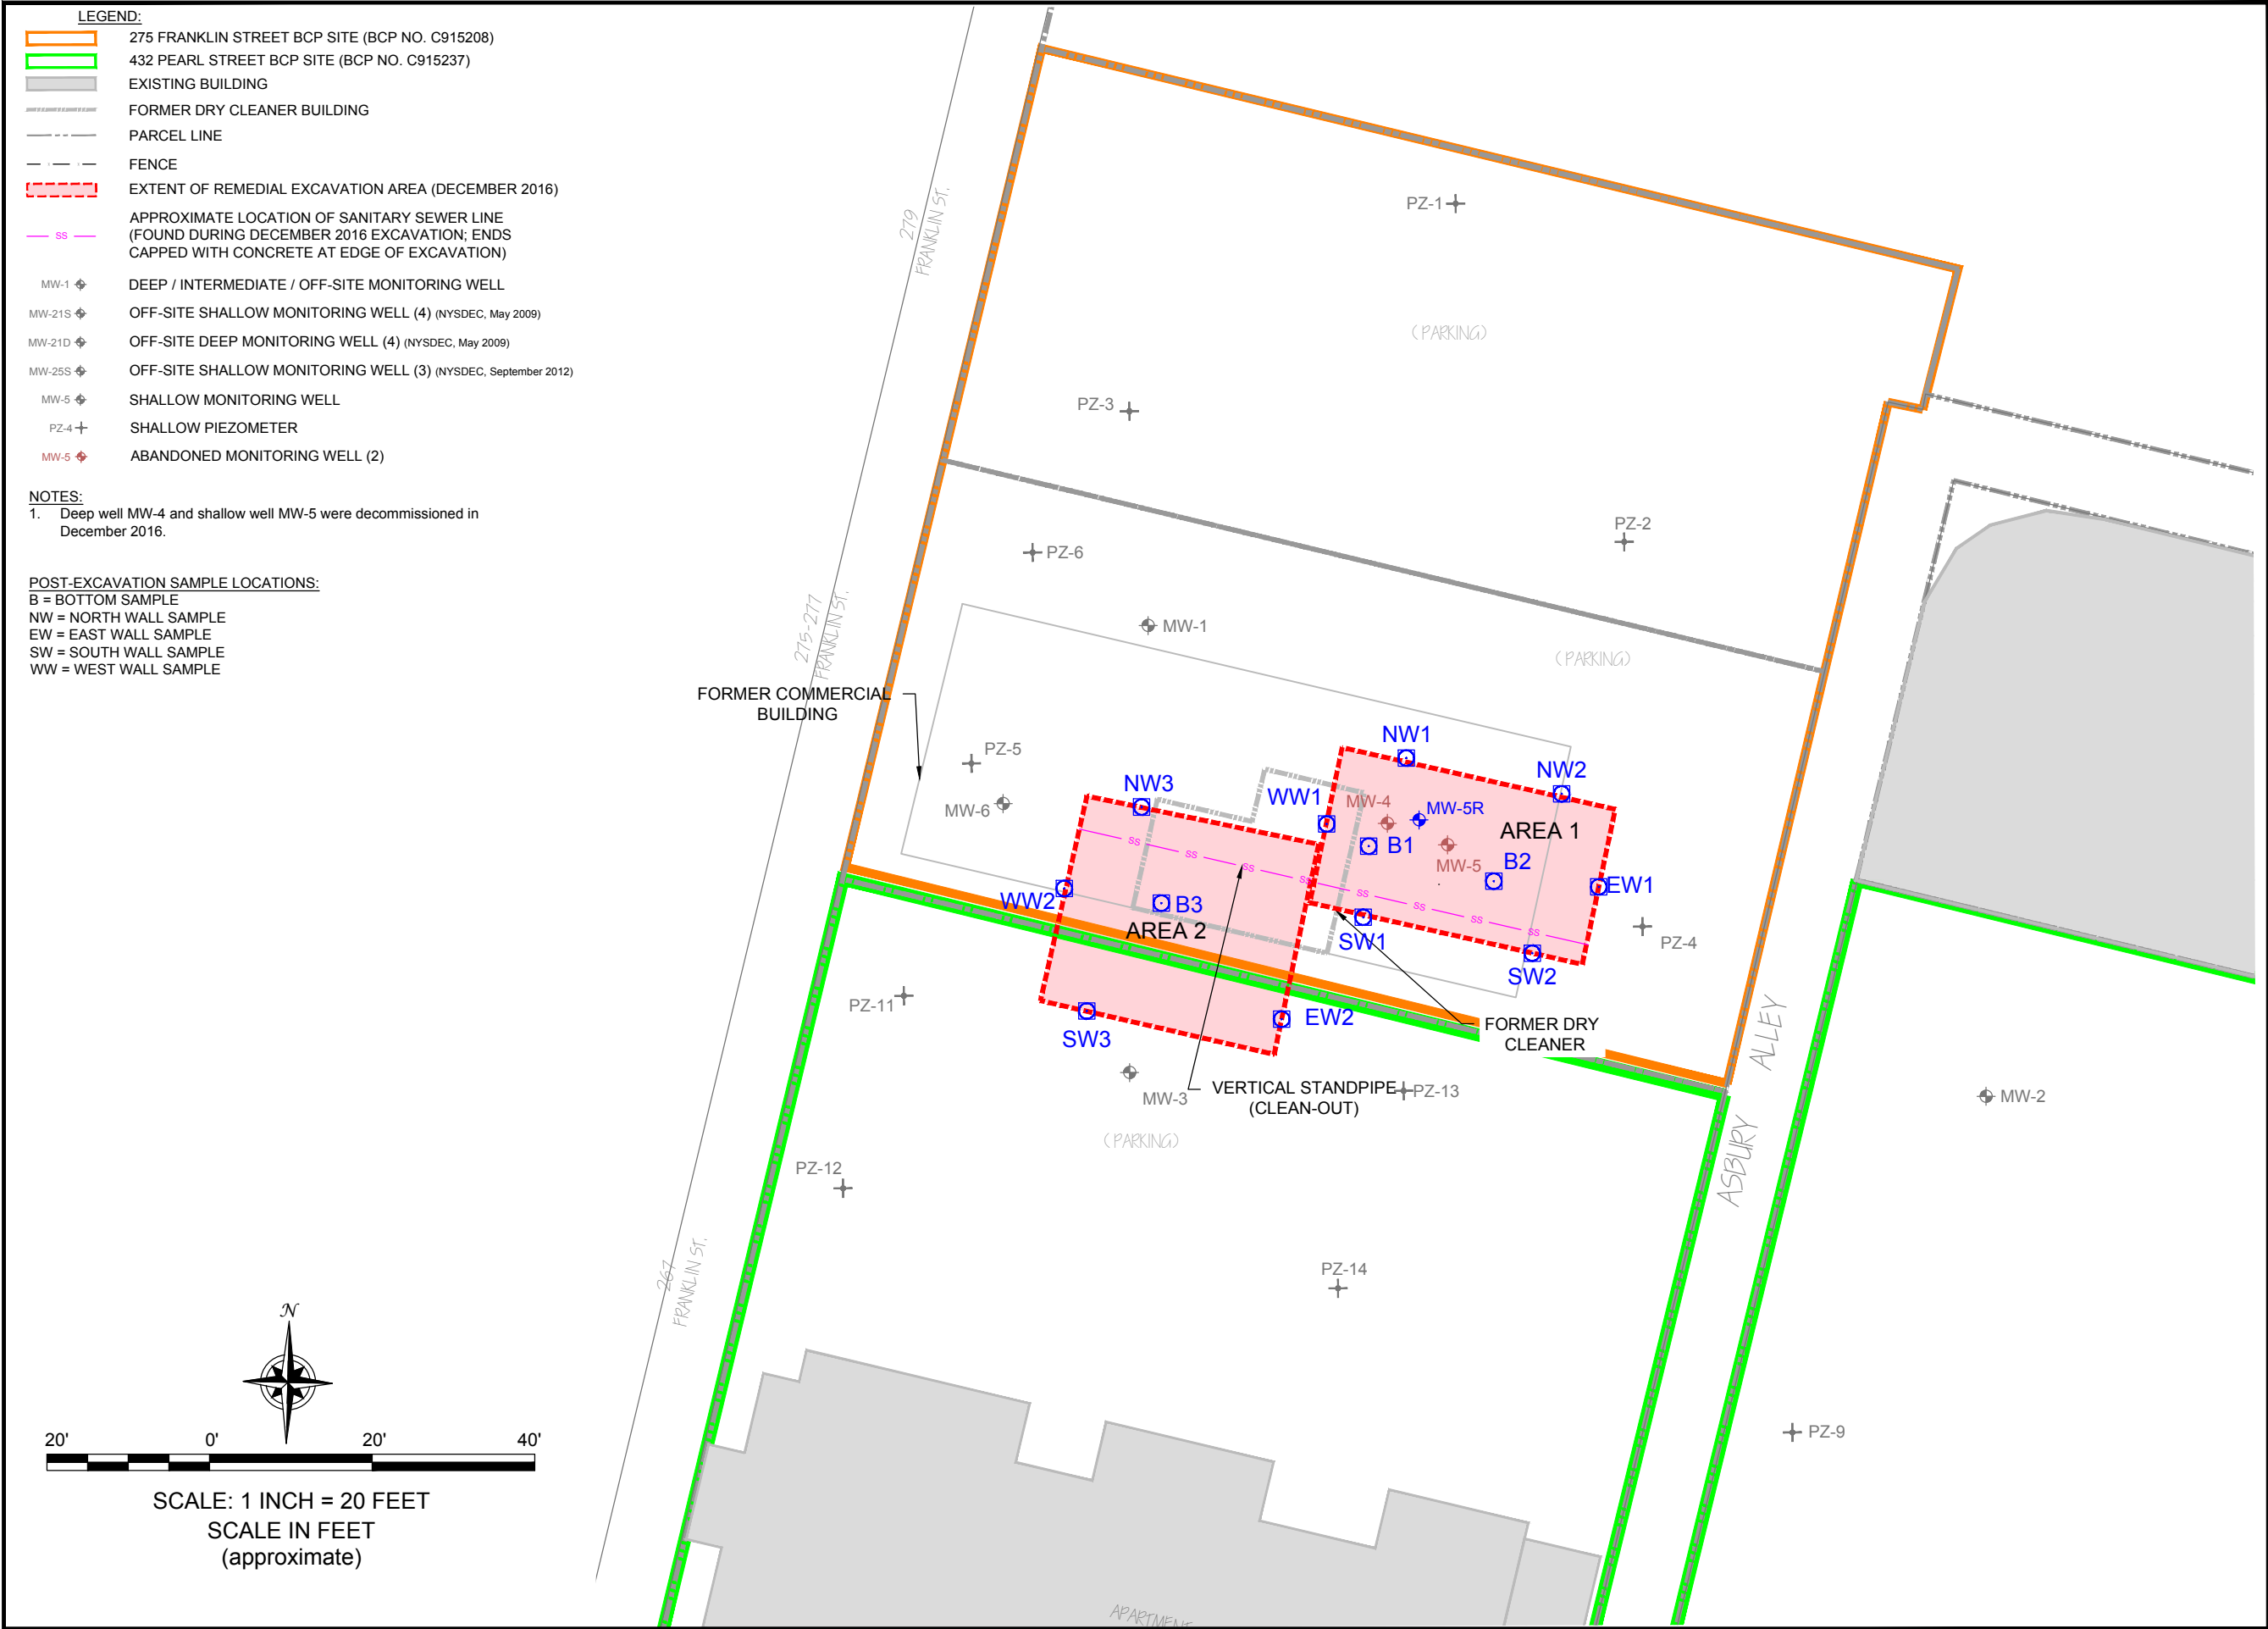 LEGEND:
275 FRANKLIN STREET BCP SITE (BCP NO. C915208)
432 PEARL STREET BCP SITE (BCP NO. C915237)
EXISTING BUILDING
FORMER DRY CLEANER BUILDING
PARCEL LINE
FENCE
EXTENT OF REMEDIAL EXCAVATION AREA (DECEMBER 2016)
APPROXIMATE LOCATION OF SANITARY SEWER LINE
SS (FOUND DURING DECEMBER 2016 EXCAVATION; ENDS
CAPPED WITH CONCRETE AT EDGE OF EXCAVATION)
MW-1 DEEP / INTERMEDIATE / OFF-SITE MONITORING WELL
MW-21S OFF-SITE SHALLOW MONITORING WELL (4) (NYSDEC, May 2009)
MW-21D OFF-SITE DEEP MONITORING WELL (4) (NYSDEC, May 2009)
MW-25S OFF-SITE SHALLOW MONITORING WELL (3) (NYSDEC, September 2012)
MW-5 SHALLOW MONITORING WELL
PZ-4 SHALLOW PIEZOMETER
MW-5 ABANDONED MONITORING WELL (2)
NOTES:
1. Deep well MW-4 and shallow well MW-5 were decommissioned in
December 2016.
POST-EXCAVATION SAMPLE LOCATIONS:
B = BOTTOM SAMPLE
NW = NORTH WALL SAMPLE
EW = EAST WALL SAMPLE
SW = SOUTH WALL SAMPLE
WW = WEST WALL SAMPLE
279
FRANKLIN ST.
PZ-1
(PARKING)
PZ-3
PZ-2
PZ-6
275-277
FRANKLIN ST.
MW-1
(PARKING)
FORMER COMMERCIAL
BUILDING
PZ-5
MW-6
NW1
NW2
NW3
WW1
MW-4
MW-5R
AREA 1
B1
MW-5
B2
EW1
WW2
B3
AREA 2
SS
SS
SS
SS
SS
SS
SS
SS
SW1
SW2
PZ-4
PZ-11
SW3
EW2
FORMER DRY
CLEANER
MW-3
VERTICAL STANDPIPE
(CLEAN-OUT)
PZ-13
ASBURY ALLEY
MW-2
(PARKING)
PZ-12
267
FRANKLIN ST.
PZ-14
PZ-9
N
20' 0' 20' 40'
SCALE: 1 INCH = 20 FEET
SCALE IN FEET
(approximate)
APARTMENT